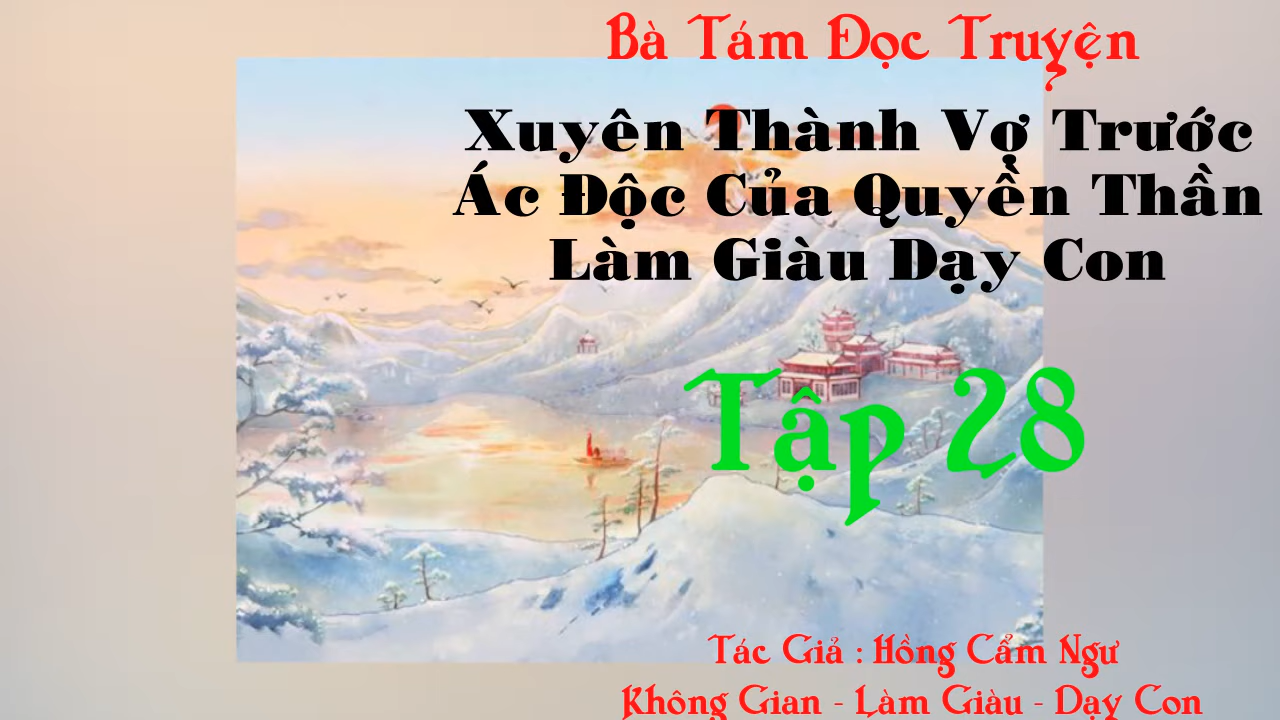 Bà Tám Đọc Truyện
Xuyên Thành Vợ Trước
Ác Độc Của Quyền Thần
Làm Giàu Dạy Con
Tập 28
Tác Giả : Hồng Cẩm Ngư
Không Gian - Làm Giàu - Dạy Con